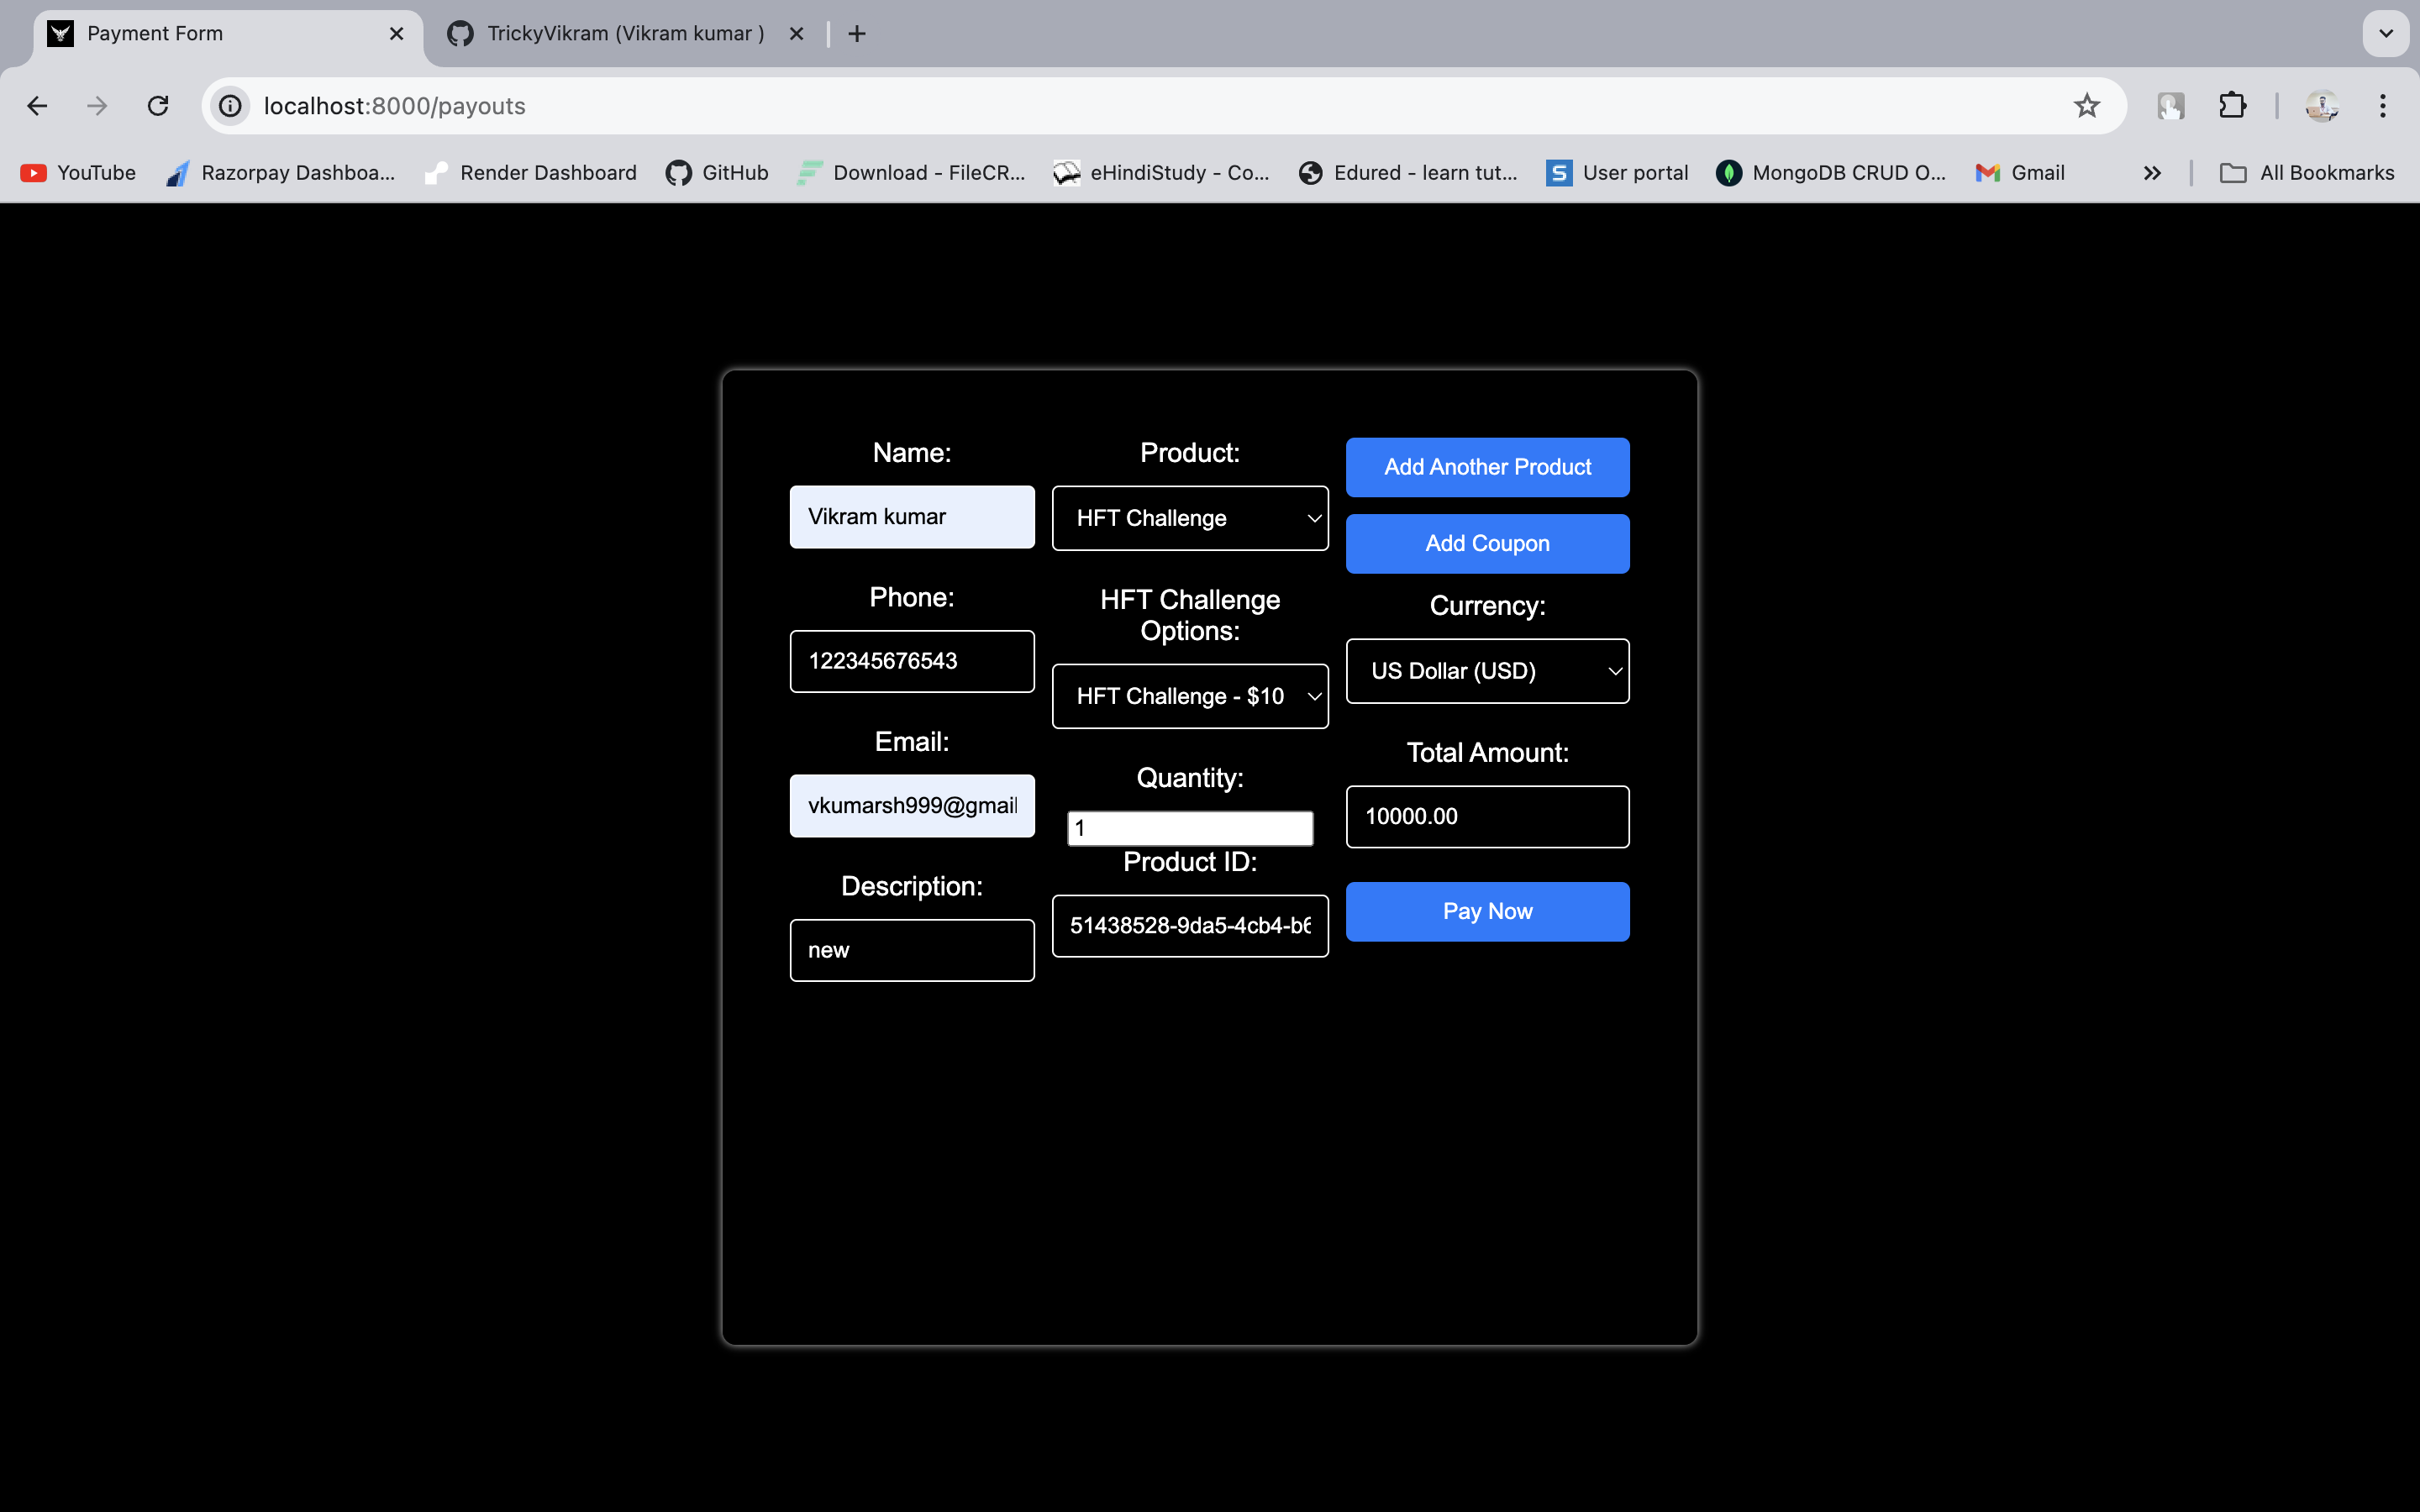 Payment Form
TrickyVikram (Vikram kumar )
localhost:8000/payouts
YouTube
Razorpay Dashboa...
Render Dashboard
GitHub
Download - FileCR...
eHindiStudy - Co...
Edured - learn tut...
User portal
MongoDB CRUD O...
Gmail
All Bookmarks
Name:
Vikram kumar
Phone:
122345676543
Email:
vkumarsh999@gmail
Description:
new
Product:
HFT Challenge
HFT Challenge
Options:
HFT Challenge - $10
Quantity:
1
Product ID:
51438528-9da5-4cb4-b6
Add Another Product
Add Coupon
Currency:
US Dollar (USD)
Total Amount:
10000.00
Pay Now